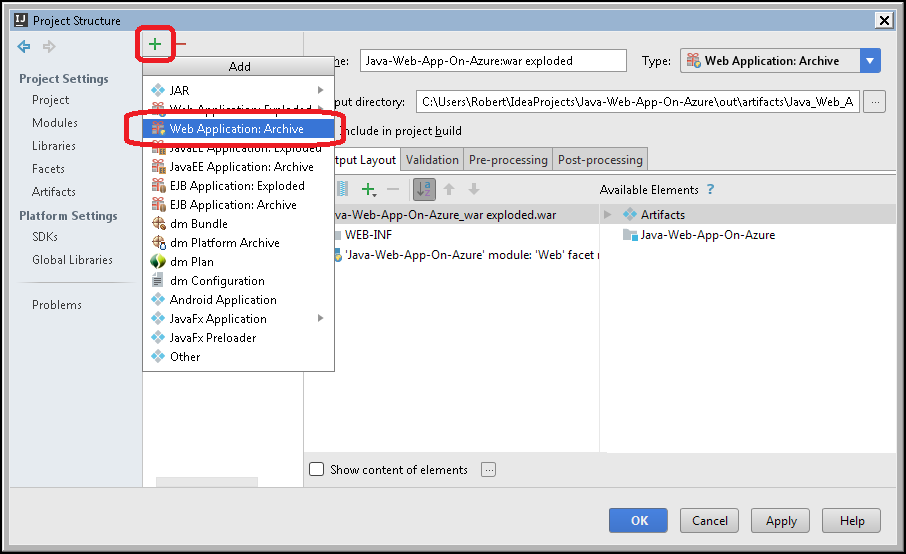 IJ Project Structure
Project Settings
Project
Modules
Libraries
Facets
Artifacts
Platform Settings
SDKs
Global Libraries
Problems
Add
JAR
Web Application: Exploded
Web Application: Archive
JavaEE Application: Exploded
JavaEE Application: Archive
EJB Application: Exploded
EJB Application: Archive
dm Bundle
dm Platform Archive
dm Plan
dm Configuration
Android Application
JavaFx Application
JavaFx Preloader
Other
ne: Java-Web-App-On-Azure:war exploded Type: Web Application: Archive
put directory: C:\Users\Robert\IdeaProjects\Java-Web-App-On-Azure\out\artifacts\Java_Web_A ...
Include in project build
tput Layout Validation Pre-processing Post-processing
Available Elements ?
va-Web-App-On-Azure_war exploded.war
WEB-INF
'Java-Web-App-On-Azure' module: 'Web' facet r
Artifacts
Java-Web-App-On-Azure
Show content of elements ...
OK Cancel Apply Help